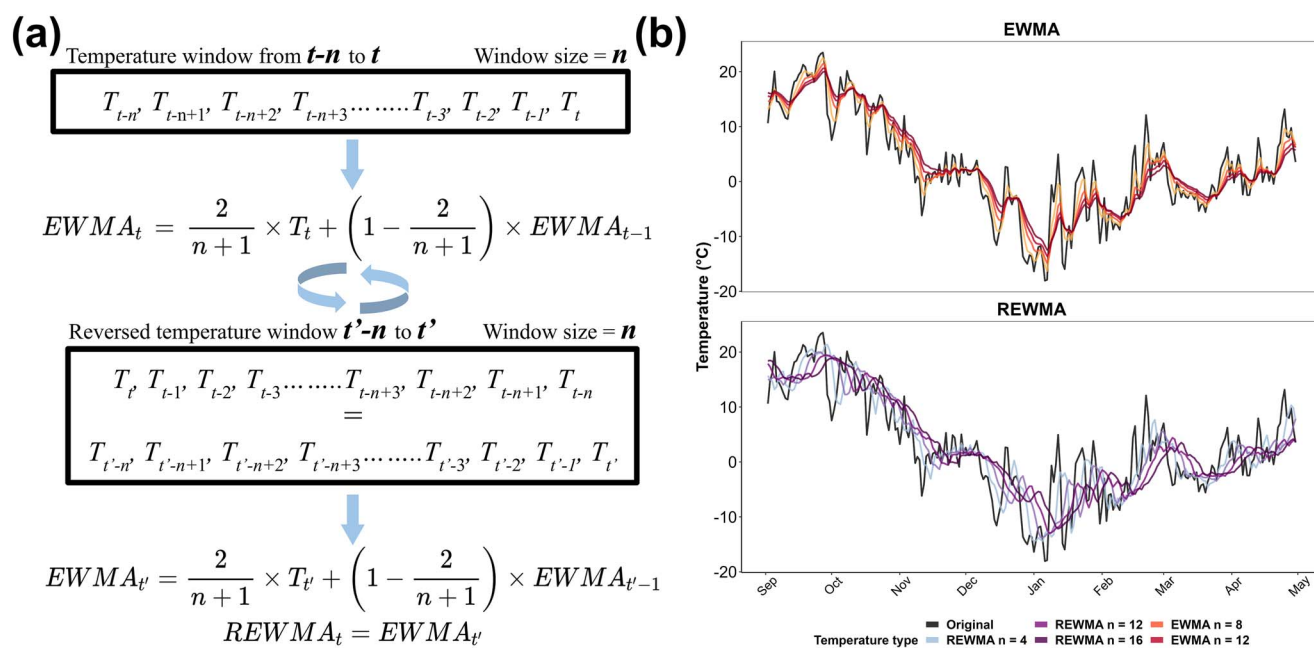 (a)
Temperature window from t-n to t Window size = n
T_{t-n}, T_{t-n+1}, T_{t-n+2}, T_{t-n+3}... ......T_{t-3}, T_{t-2}, T_{t-1}, T_t
EWMA_t = \frac{2}{n+1} × T_t + (1 − \frac{2}{n+1}) × EWMA_{t−1}
Reversed temperature window t’-n to t’ Window size = n
T_t, T_{t-1}, T_{t-2}, T_{t-3}... ......T_{t-n+3}, T_{t-n+2}, T_{t-n+1}, T_{t-n}
=
T_{t’-n}, T_{t’-n+1}, T_{t’-n+2}, T_{t’-n+3}... ......T_{t’-3}, T_{t’-2}, T_{t’-1}, T_{t’}
EWMA_{t′} = \frac{2}{n+1} × T_{t′} + (1 − \frac{2}{n+1}) × EWMA_{t′−1}
REWMA_t = EWMA_{t′}
(b)
EWMA
20
10
0
-10
-20
Temperature (°C)
REWMA
20
10
0
-10
-20
Sep Oct Nov Dec Jan Feb Mar Apr May
Temperature type
Original REWMA n = 12 EWMA n = 8
REWMA n = 4 REWMA n = 16 EWMA n = 12